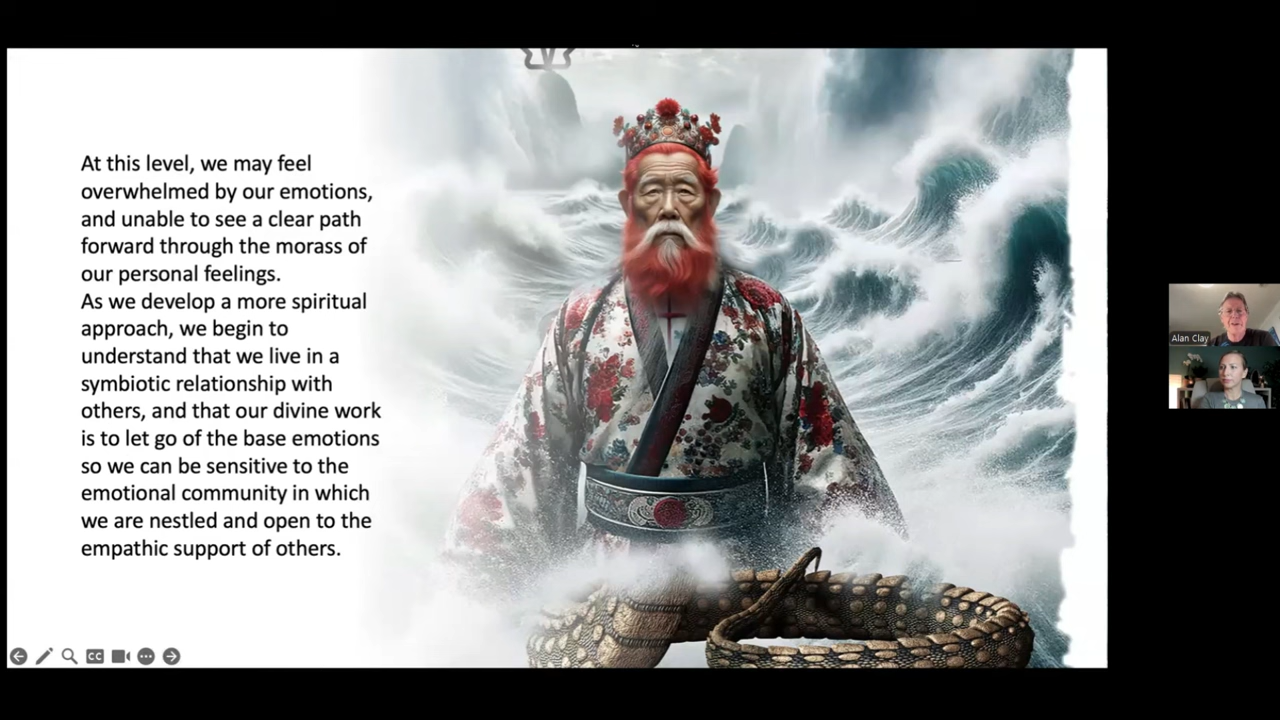 At this level, we may feel
overwhelmed by our emotions,
and unable to see a clear path
forward through the morass of
our personal feelings.
As we develop a more spiritual
approach, we begin to
understand that we live in a
symbiotic relationship with
others, and that our divine work
is to let go of the base emotions
so we can be sensitive to the
emotional community in which
we are nestled and open to the
empathic support of others.
Alan Clay
CC